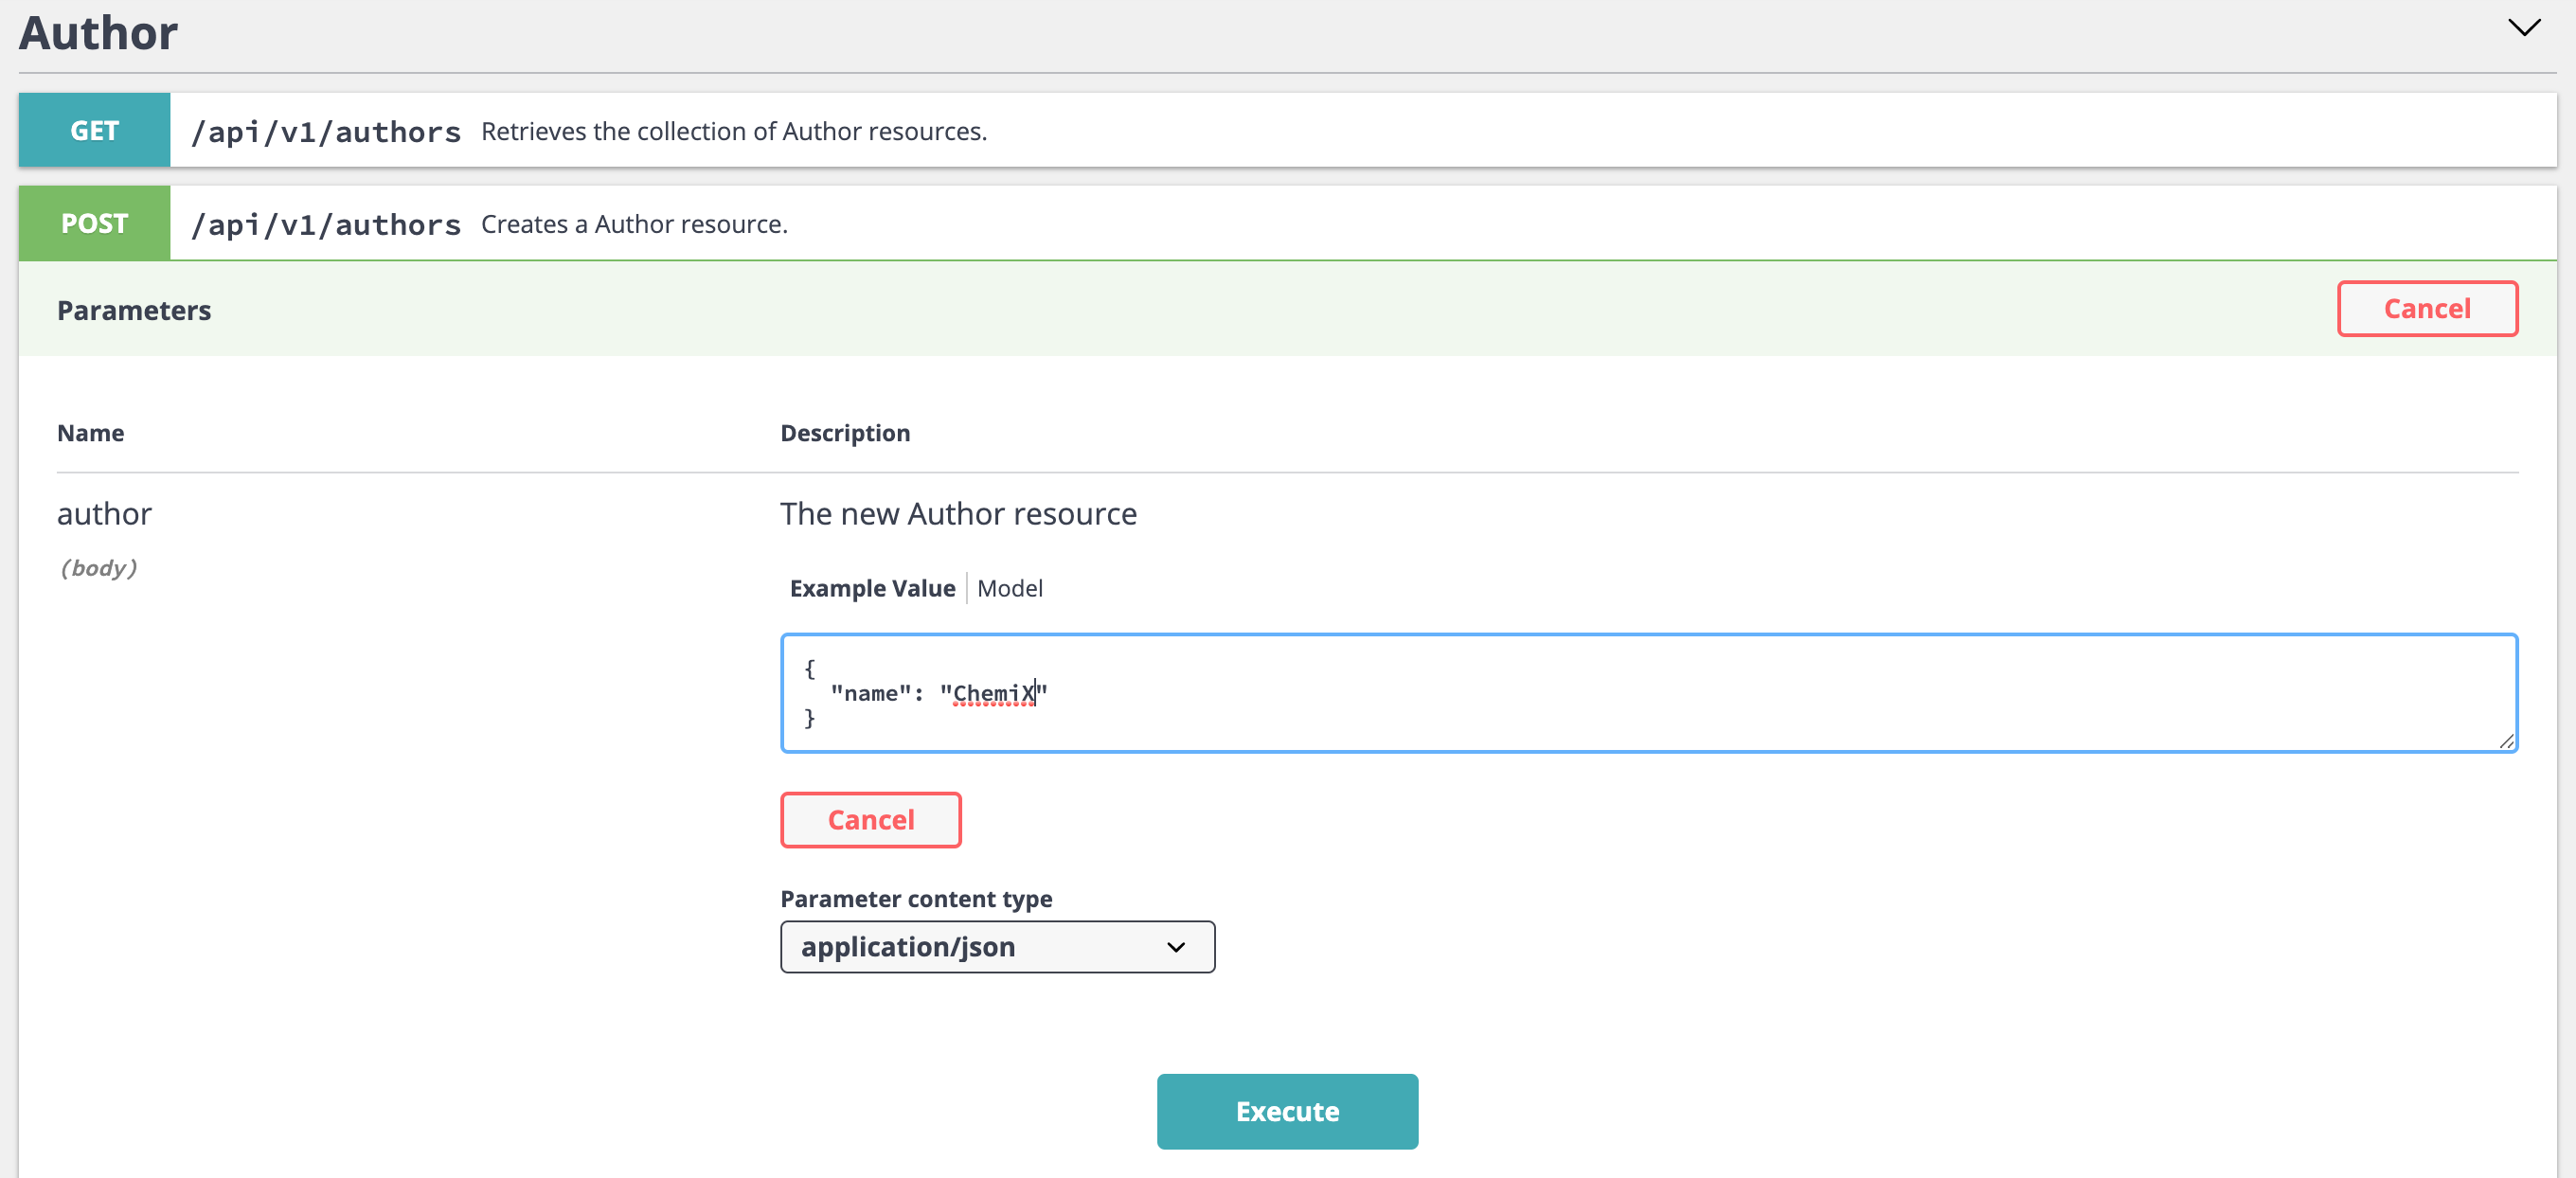 Author
GET /api/v1/authors Retrieves the collection of Author resources.
POST /api/v1/authors Creates a Author resource.
Parameters Cancel
Name Description
author The new Author resource
(body)
Example Value Model
{
"name": "ChemiX"
}
Cancel
Parameter content type
application/json
Execute